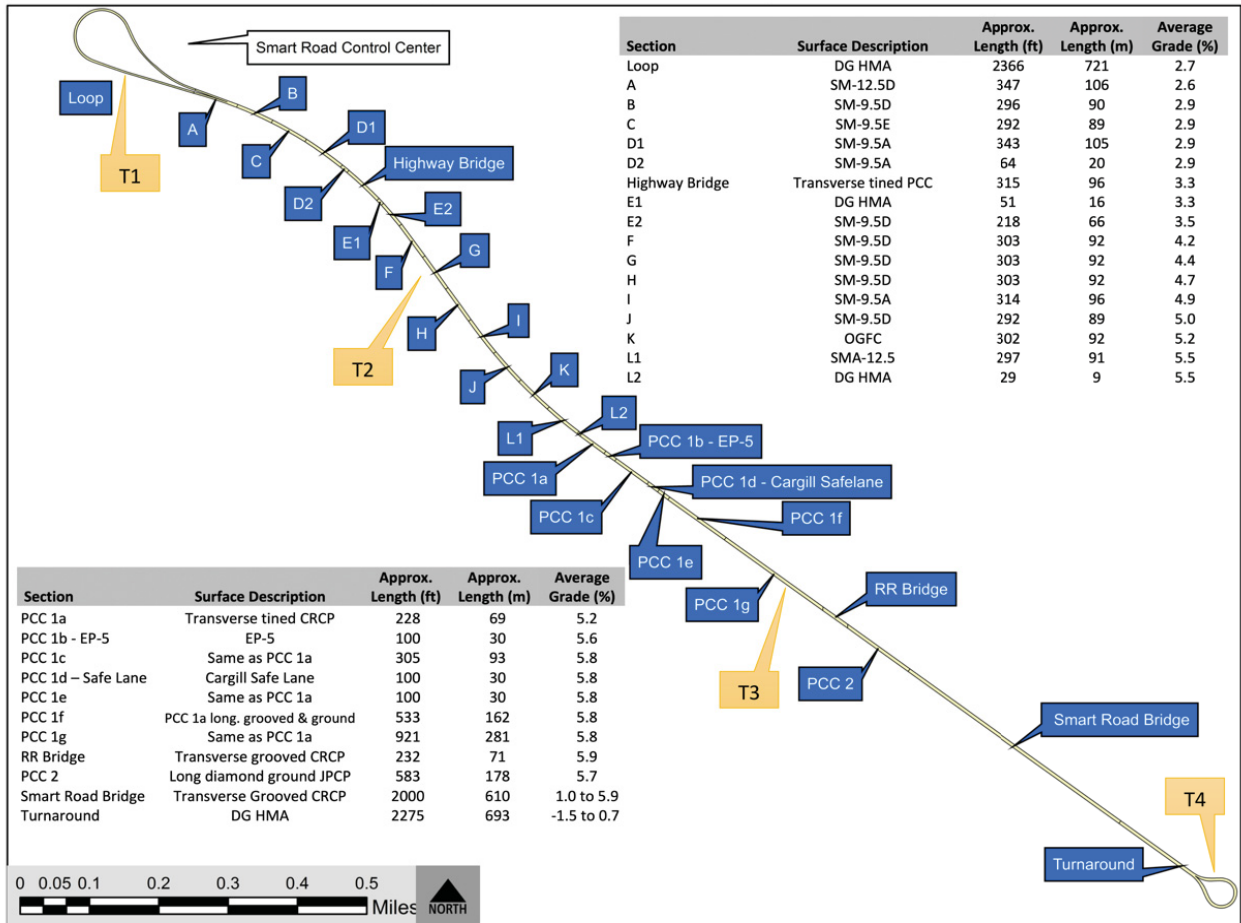 Smart Road Control Center
Section Surface Description Approx. Length (ft) Approx. Length (m) Average Grade (%)
Loop DG HMA 2366 721 2.7
A SM-12.5D 347 106 2.6
B SM-9.5D 296 90 2.9
C SM-9.5E 292 89 2.9
D1 SM-9.5A 343 105 2.9
D2 SM-9.5A 64 20 2.9
Highway Bridge Transverse tined PCC 315 96 3.3
E1 DG HMA 51 16 3.3
E2 SM-9.5D 218 66 3.5
F SM-9.5D 303 92 4.2
G SM-9.5D 303 92 4.4
H SM-9.5D 303 92 4.7
I SM-9.5A 314 96 4.9
J SM-9.5D 292 89 5.0
K OGFC 302 92 5.2
L1 SMA-12.5 297 91 5.5
L2 DG HMA 29 9 5.5
Loop
A
B
T1
C
D1
Highway Bridge
D2
E2
E1
G
F
H
I
T2
J
K
L2
L1
PCC 1b - EP-5
PCC 1a
PCC 1d - Cargill Safelane
PCC 1c
PCC 1f
PCC 1e
PCC 1g
RR Bridge
T3
PCC 2
Smart Road Bridge
T4
Turnaround
Section Surface Description Approx. Length (ft) Approx. Length (m) Average Grade (%)
PCC 1a Transverse tined CRCP 228 69 5.2
PCC 1b - EP-5 EP-5 100 30 5.6
PCC 1c Same as PCC 1a 305 93 5.8
PCC 1d – Safe Lane Cargill Safe Lane 100 30 5.8
PCC 1e Same as PCC 1a 100 30 5.8
PCC 1f PCC 1a long. grooved & ground 533 162 5.8
PCC 1g Same as PCC 1a 921 281 5.8
RR Bridge Transverse grooved CRCP 232 71 5.9
PCC 2 Long diamond ground JPCP 583 178 5.7
Smart Road Bridge Transverse Grooved CRCP 2000 610 1.0 to 5.9
Turnaround DG HMA 2275 693 -1.5 to 0.7
0 0.05 0.1 0.2 0.3 0.4 0.5
Miles
NORTH